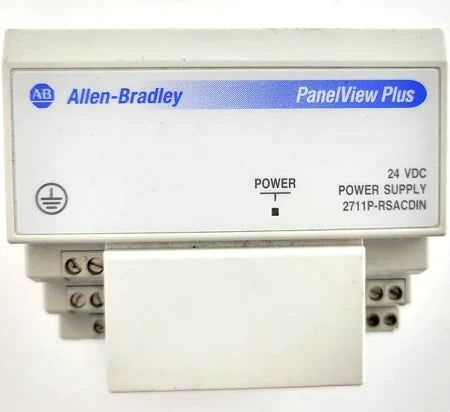 AB Allen-Bradley PanelView Plus
24 VDC
POWER POWER SUPPLY
2711P-RSACDIN